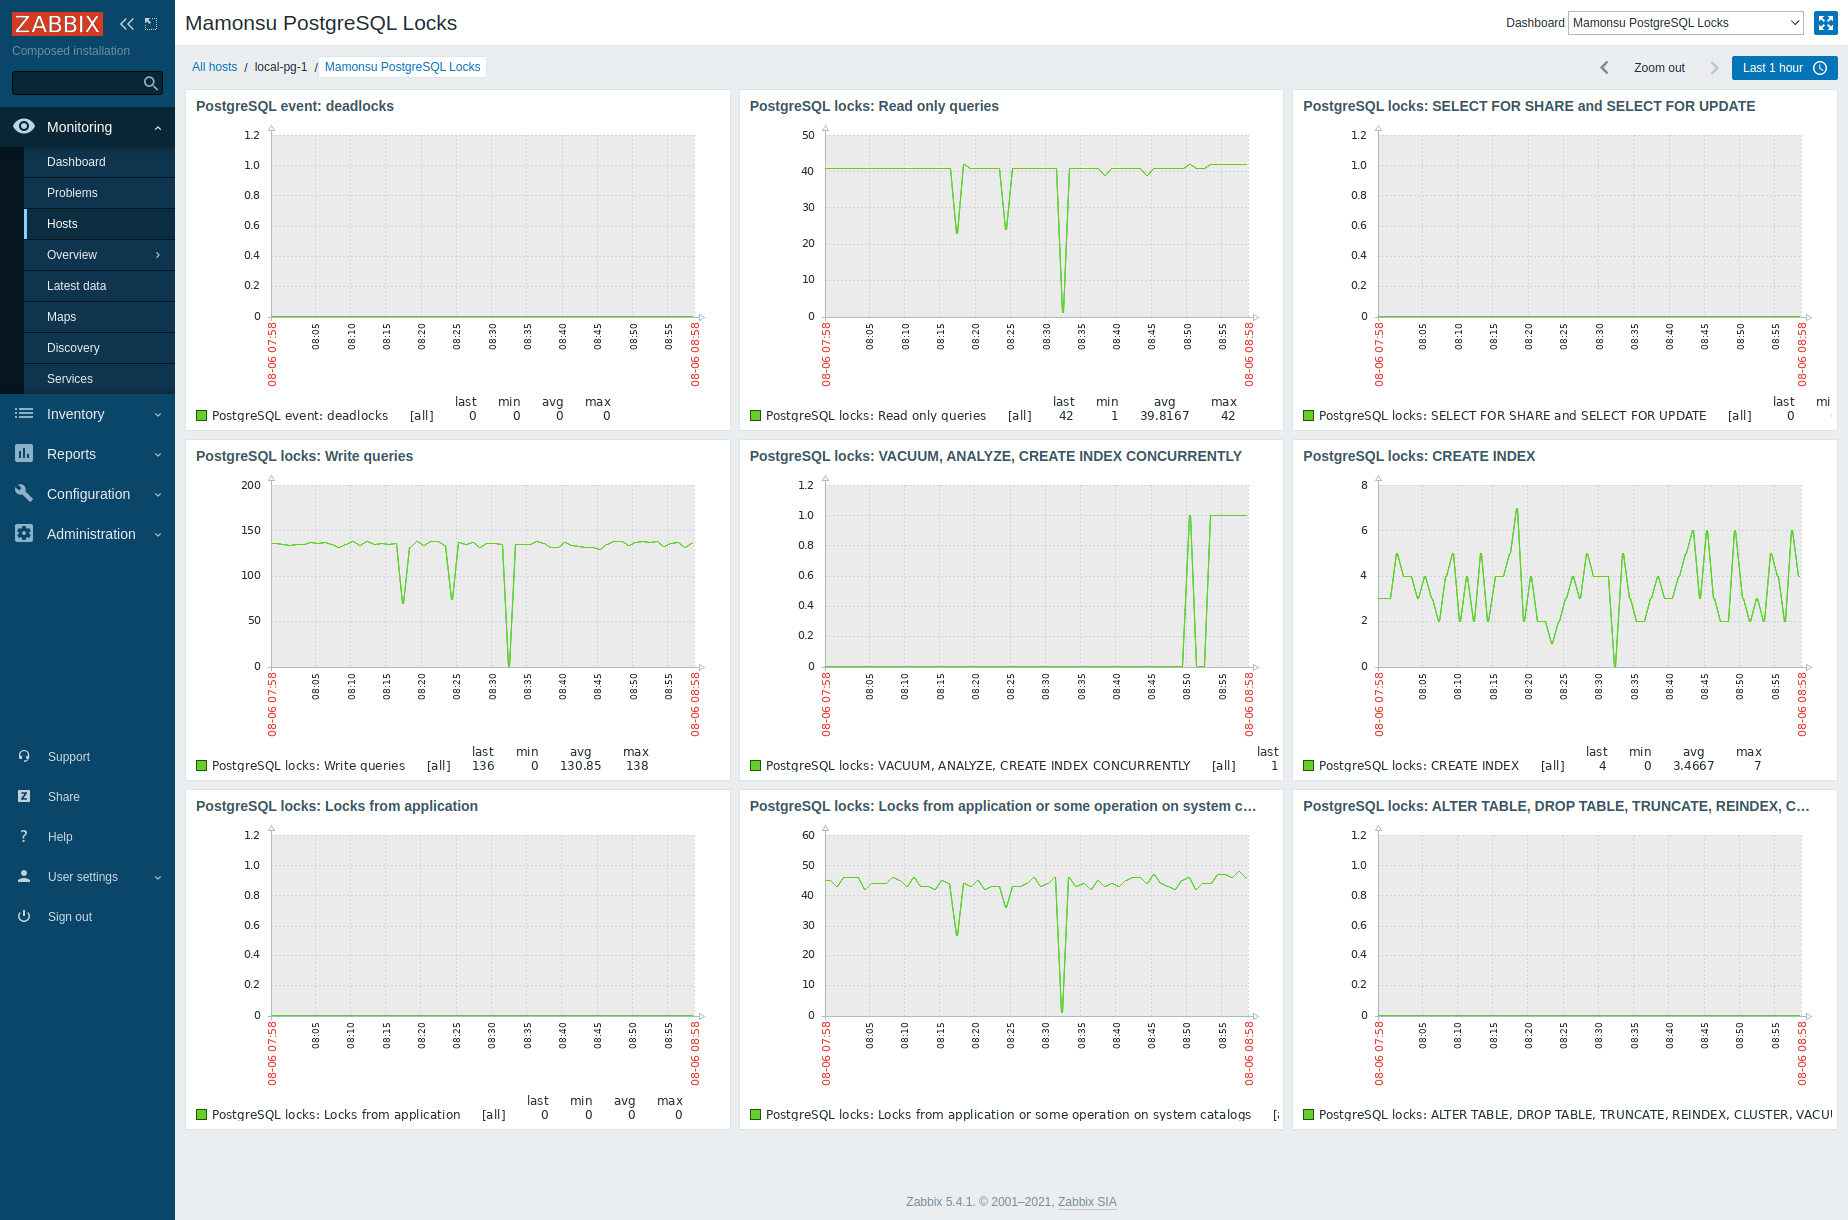 ZABBIX
Composed installation
Monitoring
Dashboard
Problems
Hosts
Overview
Latest data
Maps
Discovery
Services
Inventory
Reports
Configuration
Administration
Support
Share
Help
User settings
Sign out
Mamonsu PostgreSQL Locks
Dashboard Mamonsu PostgreSQL Locks
All hosts / local-pg-1 / Mamonsu PostgreSQL Locks
Zoom out
Last 1 hour
PostgreSQL event: deadlocks
1.2
1.0
0.8
0.6
0.4
0.2
0
08-06 07:58 08:05 08:10 08:15 08:20 08:25 08:30 08:35 08:40 08:45 08:50 08:55 08-06 08:58
last min avg max
PostgreSQL event: deadlocks [all] 0 0 0 0
PostgreSQL locks: Read only queries
50
40
30
20
10
0
08-06 07:58 08:05 08:10 08:15 08:20 08:25 08:30 08:35 08:40 08:45 08:50 08:55 08-06 08:58
last min avg max
PostgreSQL locks: Read only queries [all] 42 1 39.8167 42
PostgreSQL locks: SELECT FOR SHARE and SELECT FOR UPDATE
1.2
1.0
0.8
0.6
0.4
0.2
0
08-06 07:58 08:05 08:10 08:15 08:20 08:25 08:30 08:35 08:40 08:45 08:50 08:55 08-06 08:58
last mi
PostgreSQL locks: SELECT FOR SHARE and SELECT FOR UPDATE [all] 0
PostgreSQL locks: Write queries
200
150
100
50
0
08-06 07:58 08:05 08:10 08:15 08:20 08:25 08:30 08:35 08:40 08:45 08:50 08:55 08-06 08:58
last min avg max
PostgreSQL locks: Write queries [all] 136 0 130.85 138
PostgreSQL locks: VACUUM, ANALYZE, CREATE INDEX CONCURRENTLY
1.2
1.0
0.8
0.6
0.4
0.2
0
08-06 07:58 08:05 08:10 08:15 08:20 08:25 08:30 08:35 08:40 08:45 08:50 08:55 08-06 08:58
last
PostgreSQL locks: VACUUM, ANALYZE, CREATE INDEX CONCURRENTLY [all] 1
PostgreSQL locks: CREATE INDEX
8
6
4
2
0
08-06 07:58 08:05 08:10 08:15 08:20 08:25 08:30 08:35 08:40 08:45 08:50 08:55 08-06 08:58
last min avg max
PostgreSQL locks: CREATE INDEX [all] 4 0 3.4667 7
PostgreSQL locks: Locks from application
1.2
1.0
0.8
0.6
0.4
0.2
0
08-06 07:58 08:05 08:10 08:15 08:20 08:25 08:30 08:35 08:40 08:45 08:50 08:55 08-06 08:58
last min avg max
PostgreSQL locks: Locks from application [all] 0 0 0 0
PostgreSQL locks: Locks from application or some operation on system c...
60
50
40
30
20
10
0
08-06 07:58 08:05 08:10 08:15 08:20 08:25 08:30 08:35 08:40 08:45 08:50 08:55 08-06 08:58
PostgreSQL locks: Locks from application or some operation on system catalogs
PostgreSQL locks: ALTER TABLE, DROP TABLE, TRUNCATE, REINDEX, C...
1.2
1.0
0.8
0.6
0.4
0.2
0
08-06 07:58 08:05 08:10 08:15 08:20 08:25 08:30 08:35 08:40 08:45 08:50 08:55 08-06 08:58
PostgreSQL locks: ALTER TABLE, DROP TABLE, TRUNCATE, REINDEX, CLUSTER, VACU
Zabbix 5.4.1. © 2001–2021, Zabbix SIA